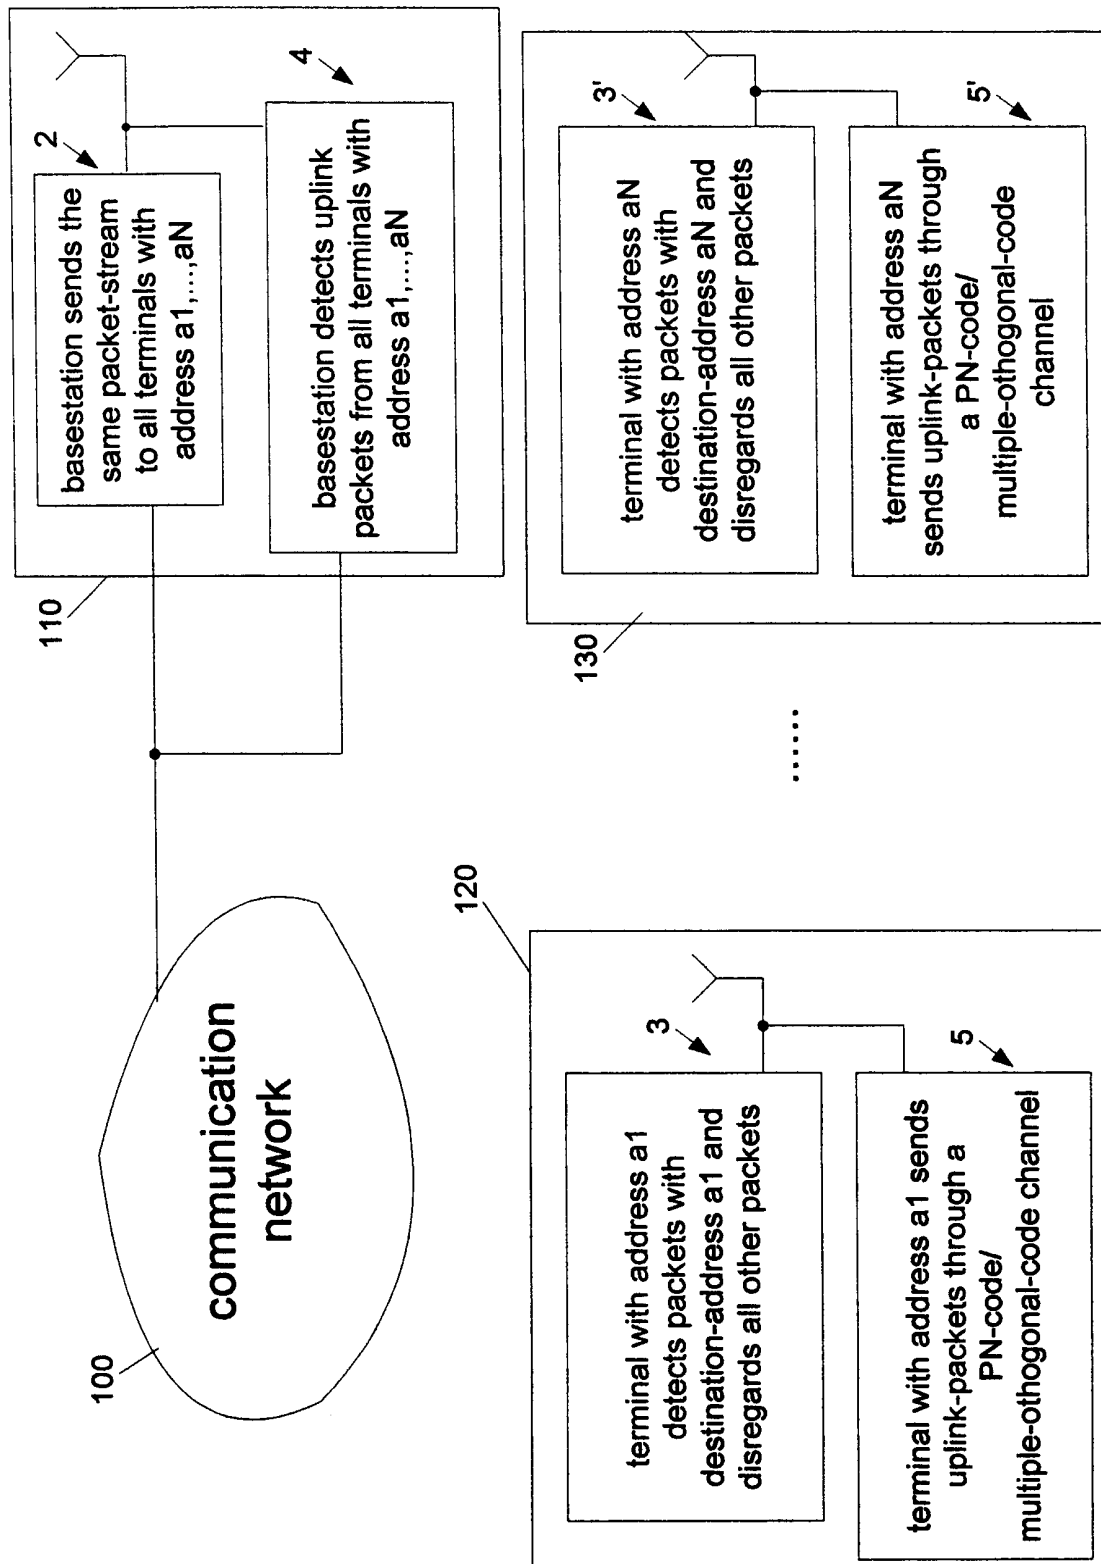 communication
network
100
110
2
basestation sends the
same packet-stream
to all terminals with
address a1,...,aN
4
basestation detects uplink
packets from all terminals with
address a1,...,aN
120
3
terminal with address a1
detects packets with
destination-address a1 and
disregards all other packets
5
terminal with address a1 sends
uplink-packets through a
PN-code/
multiple-othogonal-code channel
......
130
3'
terminal with address aN
detects packets with
destination-address aN and
disregards all other packets
5'
terminal with address aN
sends uplink-packets through
a PN-code/
multiple-othogonal-code
channel